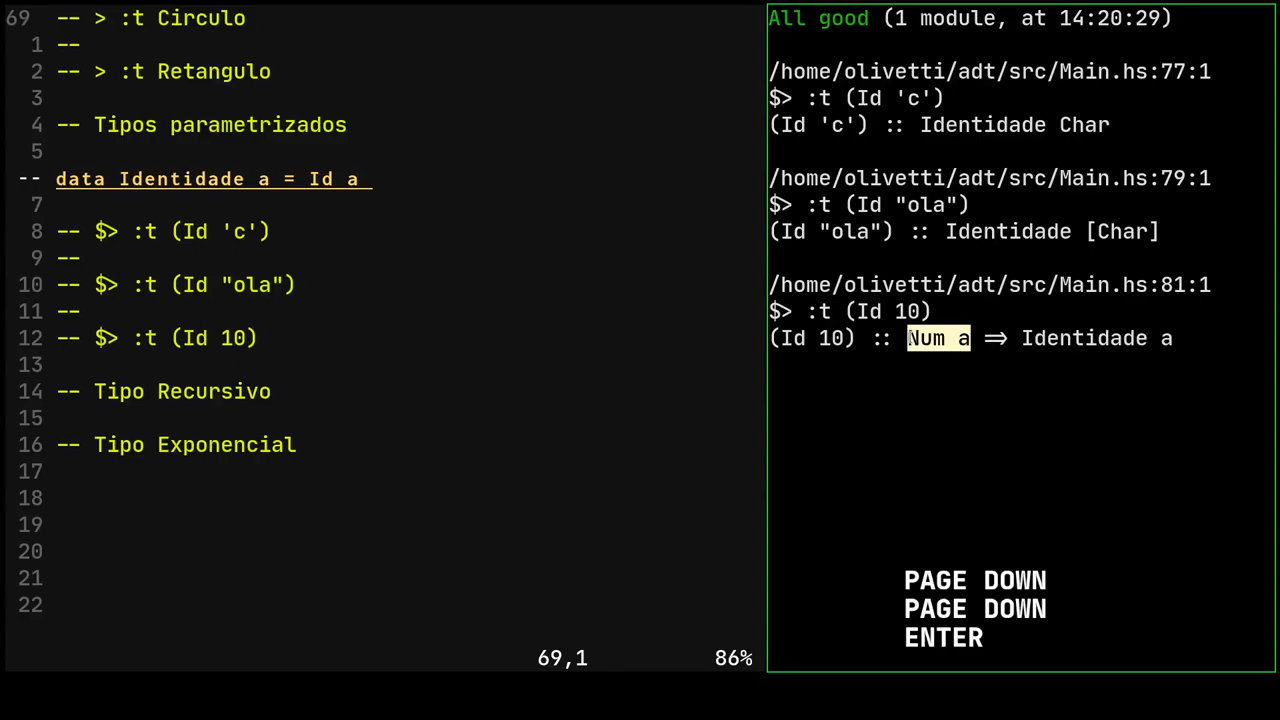 69 -- > :t Circulo
1 --
2 -- > :t Retangulo
3
4 -- Tipos parametrizados
5
-- data Identidade a = Id a
7
8 -- $> :t (Id 'c')
9 --
10 -- $> :t (Id "ola")
11 --
12 -- $> :t (Id 10)
13
14 -- Tipo Recursivo
15
16 -- Tipo Exponencial
17
18
19
20
21
22
69,1 86%
All good (1 module, at 14:20:29)
/home/olivetti/adt/src/Main.hs:77:1
$> :t (Id 'c')
(Id 'c') :: Identidade Char
/home/olivetti/adt/src/Main.hs:79:1
$> :t (Id "ola")
(Id "ola") :: Identidade [Char]
/home/olivetti/adt/src/Main.hs:81:1
$> :t (Id 10)
(Id 10) :: Num a => Identidade a
PAGE DOWN
PAGE DOWN
ENTER